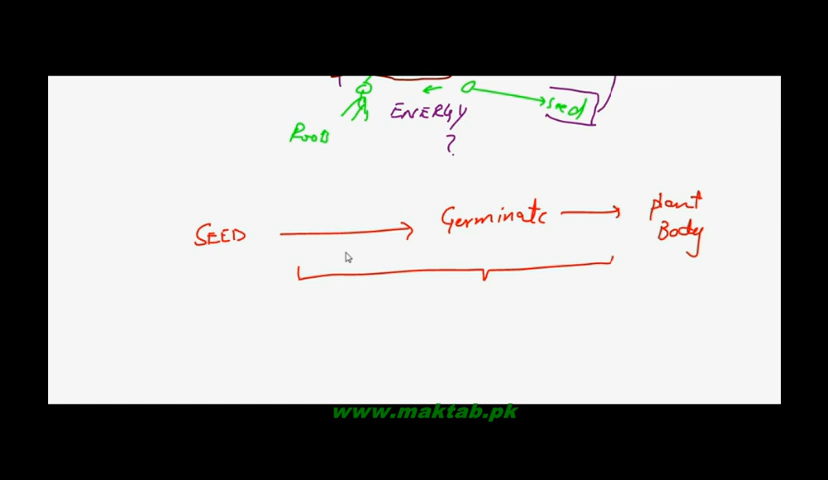 seed
ENERGY
Roots
?
SEED
Germinate
plant
Body
www.maktab.pk